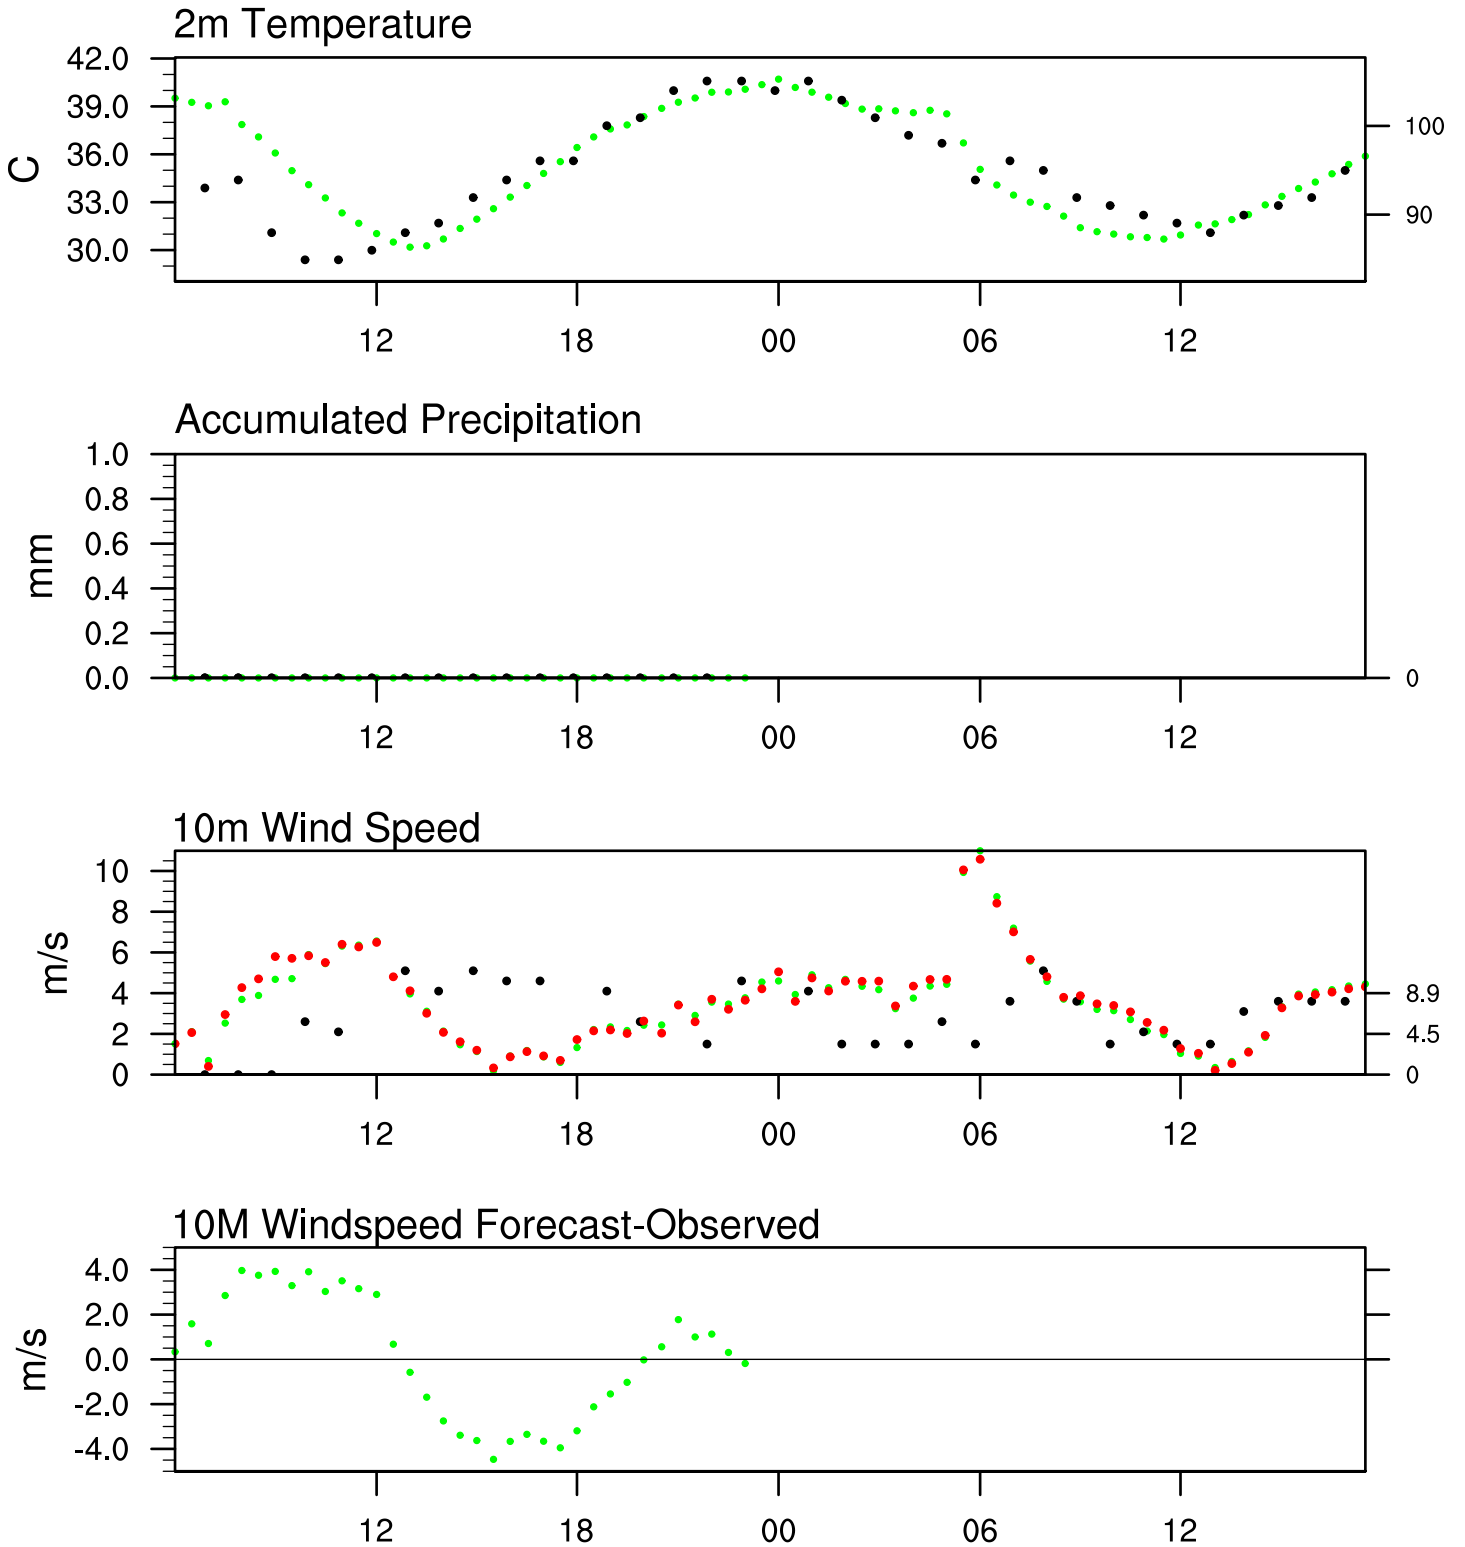 2m Temperature
42.0
39.0
36.0
33.0
30.0
C
100
90
12 18 00 06 12
Accumulated Precipitation
1.0
0.8
0.6
0.4
0.2
0.0
mm
0
12 18 00 06 12
10m Wind Speed
10
8
6
4
2
0
m/s
8.9
4.5
0
12 18 00 06 12
10M Windspeed Forecast-Observed
4.0
2.0
0.0
-2.0
-4.0
m/s
12 18 00 06 12